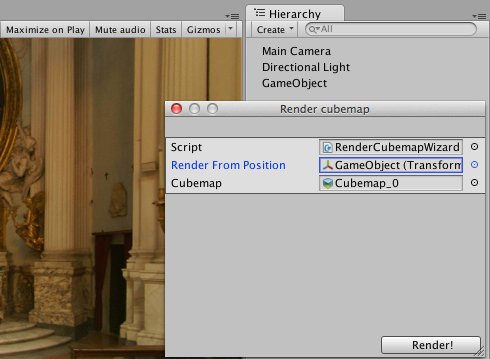 Hierarchy
Maximize on Play Mute audio Stats Gizmos
Create All
Main Camera
Directional Light
GameObject
Render cubemap
Script RenderCubemapWizard
Render From Position GameObject (Transform
Cubemap Cubemap_0
Render!